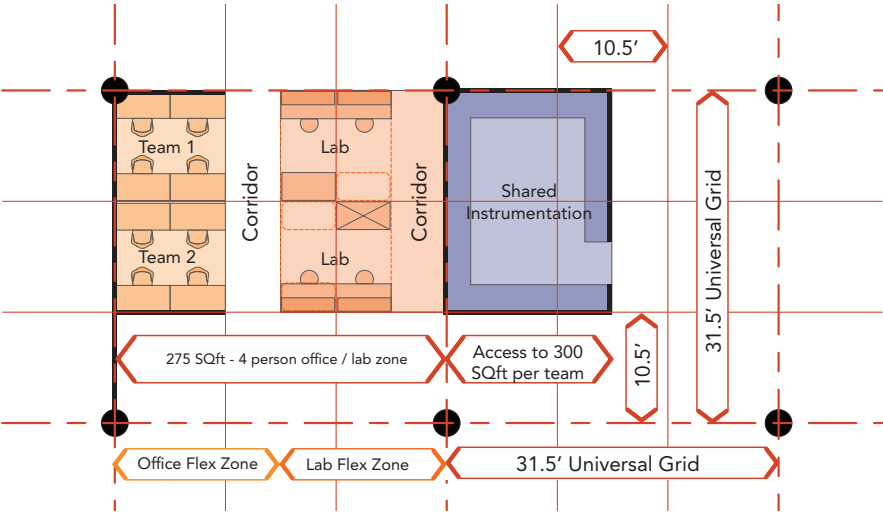 10.5’
Team 1
Lab
Corridor
Corridor
Shared
Instrumentation
31.5’ Universal Grid
Team 2
Lab
275 SQft - 4 person office / lab zone
Access to 300
SQft per team
10.5’
Office Flex Zone
Lab Flex Zone
31.5’ Universal Grid